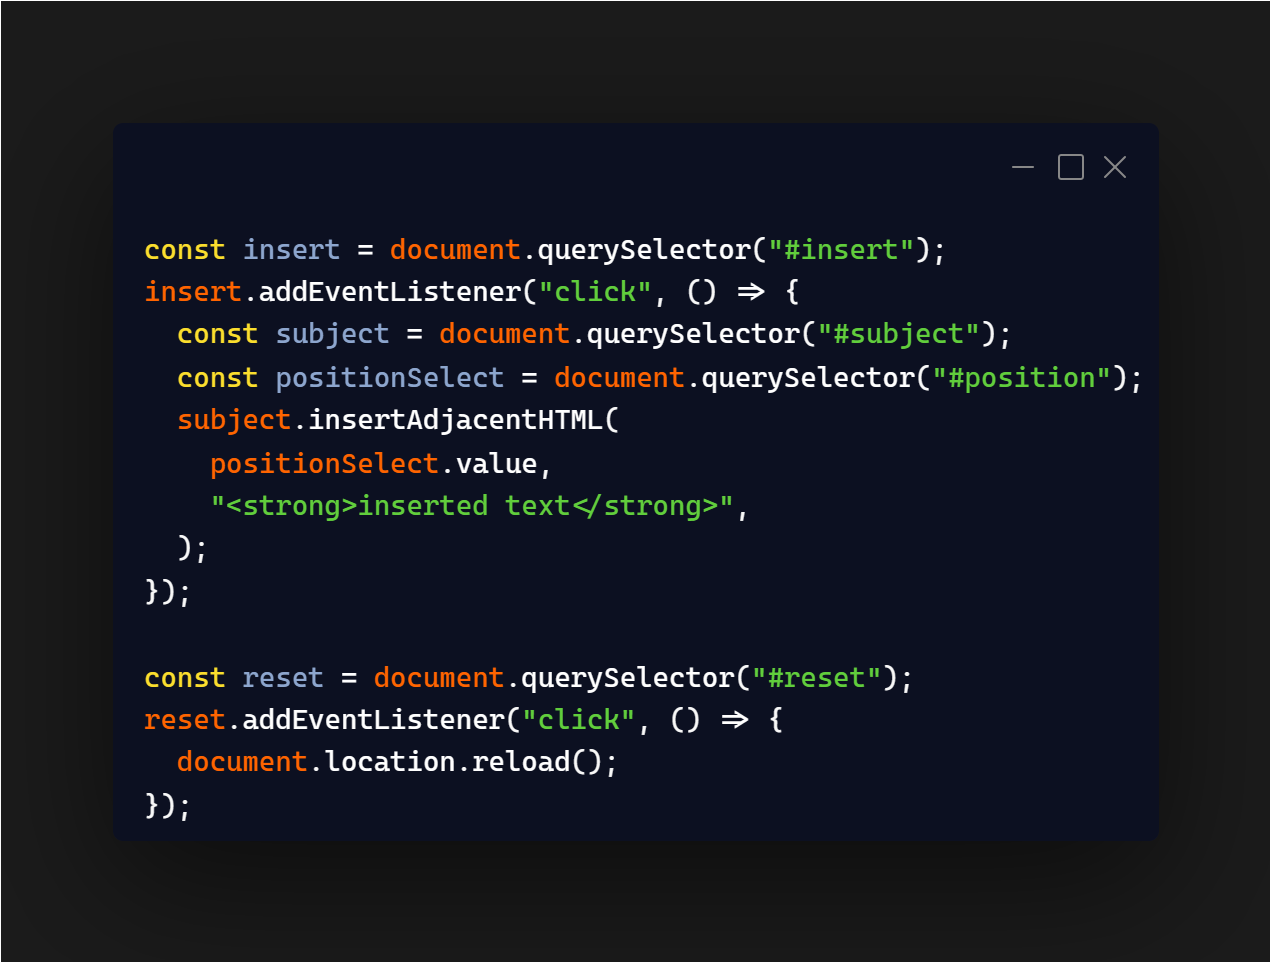 const insert = document.querySelector("#insert");
insert.addEventListener("click", () => {
  const subject = document.querySelector("#subject");
  const positionSelect = document.querySelector("#position");
  subject.insertAdjacentHTML(
    positionSelect.value,
    "<strong>inserted text</strong>",
  );
});

const reset = document.querySelector("#reset");
reset.addEventListener("click", () => {
  document.location.reload();
});